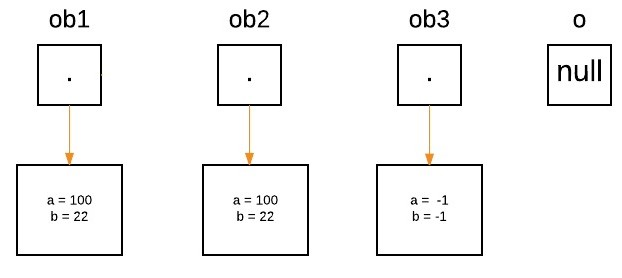 ob1 ob2 ob3 o
. . . null
a = 100 a = 100 a = -1
b = 22 b = 22 b = -1